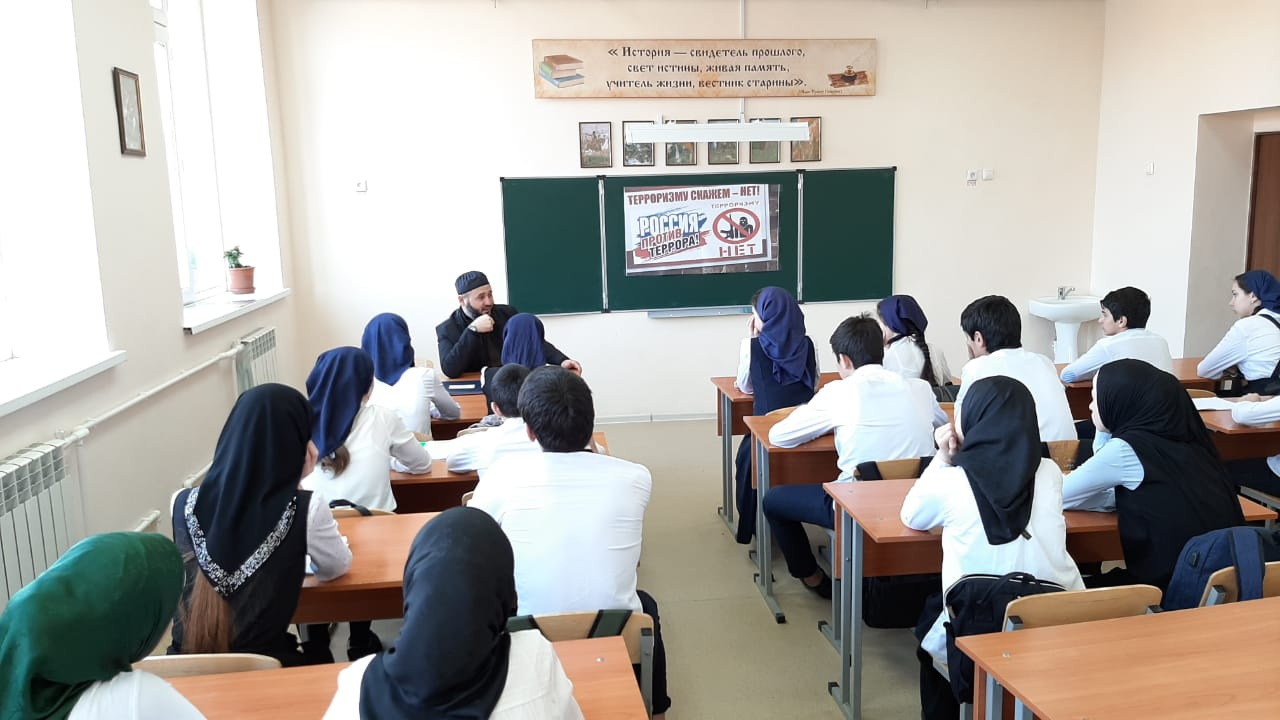 « История — свидетель прошлого,
свет истины, живая память,
учитель жизни, вестник старины».
ТЕРРОРИЗМУ СКАЖЕМ – НЕТ!
РОССИЯ
ПРОТИВ
ТЕРРОРА!
ТЕРРОРИЗМУ
НЕТ